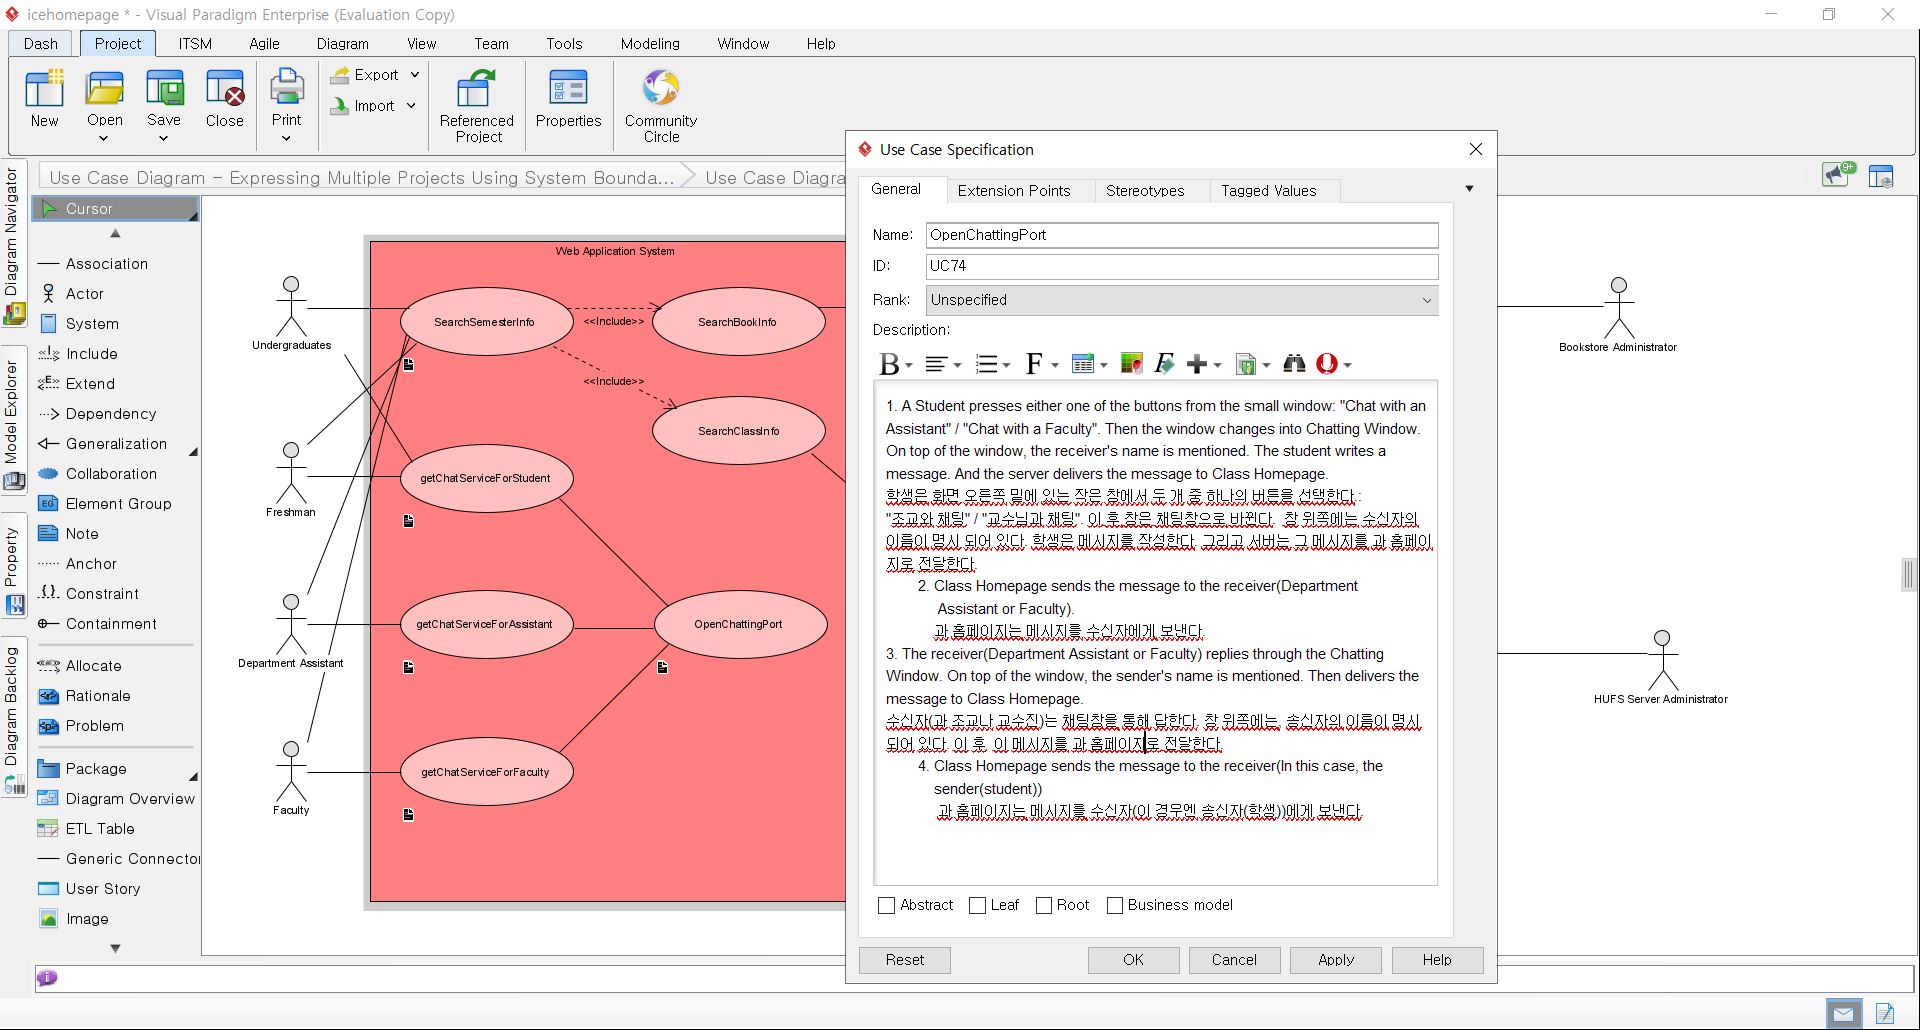 icehomepage * - Visual Paradigm Enterprise (Evaluation Copy)
Dash Project ITSM Agile Diagram View Team Tools Modeling Window Help
New Open Save Close Print Export Import Referenced Project Properties Community Circle
Use Case Diagram - Expressing Multiple Projects Using System Bounda... Use Case Diagra
9+
Diagram Navigator
Model Explorer
Property
Diagram Backlog
Cursor
Association
Actor
System
Include
Extend
Dependency
Generalization
Collaboration
Element Group
Note
Anchor
Constraint
Containment
Allocate
Rationale
Problem
Package
Diagram Overview
ETL Table
Generic Connector
User Story
Image
Web Application System
Undergraduates
Freshman
Department Assistant
Faculty
SearchSemesterInfo
<<Include>>
SearchBookInfo
<<Include>>
SearchClassInfo
getChatServiceForStudent
getChatServiceForAssistant
OpenChattingPort
getChatServiceForFaculty
Bookstore Administrator
HUFS Server Administrator
Use Case Specification
General Extension Points Stereotypes Tagged Values
Name: OpenChattingPort
ID: UC74
Rank: Unspecified
Description:
1. A Student presses either one of the buttons from the small window: "Chat with an
Assistant" / "Chat with a Faculty". Then the window changes into Chatting Window.
On top of the window, the receiver's name is mentioned. The student writes a
message. And the server delivers the message to Class Homepage.
학생은 화면 오른쪽 밑에 있는 작은 창에서 두 개 중 하나의 버튼을 선택한다 :
"조교와 채팅" / "교수님과 채팅". 이 후 창은 채팅창으로 바뀐다. 창 위쪽에는 수신자의
이름이 명시 되어 있다. 학생은 메시지를 작성한다. 그리고 서버는 그 메시지를 과 홈페이
지로 전달한다.
2. Class Homepage sends the message to the receiver(Department
Assistant or Faculty).
과 홈페이지는 메시지를 수신자에게 보낸다.
3. The receiver(Department Assistant or Faculty) replies through the Chatting
Window. On top of the window, the sender's name is mentioned. Then delivers the
message to Class Homepage.
수신자(과 조교나 교수진)는 채팅창을 통해 답한다. 창 위쪽에는, 송신자의 이름이 명시
되어 있다. 이 후, 이 메시지를 과 홈페이지로 전달한다.
4. Class Homepage sends the message to the receiver(In this case, the
sender(student))
과 홈페이지는 메시지를 수신자(이 경우엔 송신자(학생))에게 보낸다.
Abstract Leaf Root Business model
Reset OK Cancel Apply Help